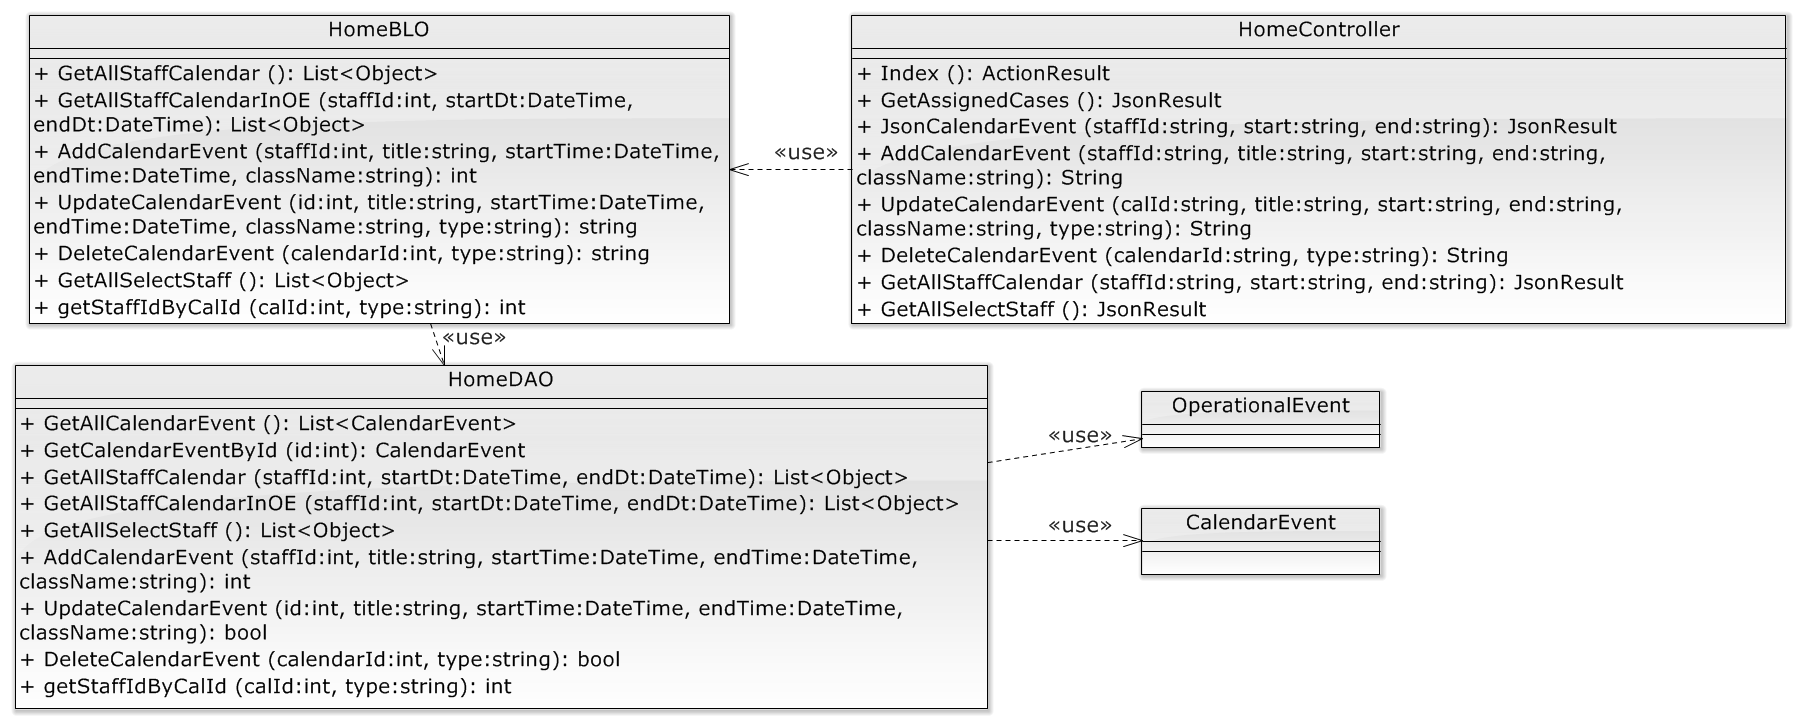 HomeBLO
+ GetAllStaffCalendar (): List<Object>
+ GetAllStaffCalendarInOE (staffId:int, startDt:DateTime,
endDt:DateTime): List<Object>
+ AddCalendarEvent (staffId:int, title:string, startTime:DateTime,
endTime:DateTime, className:string): int
+ UpdateCalendarEvent (id:int, title:string, startTime:DateTime,
endTime:DateTime, className:string, type:string): string
+ DeleteCalendarEvent (calendarId:int, type:string): string
+ GetAllSelectStaff (): List<Object>
+ getStaffIdByCalId (calId:int, type:string): int
«use»
HomeController
+ Index (): ActionResult
+ GetAssignedCases (): JsonResult
+ JsonCalendarEvent (staffId:string, start:string, end:string): JsonResult
+ AddCalendarEvent (staffId:string, title:string, start:string, end:string,
className:string): String
+ UpdateCalendarEvent (calId:string, title:string, start:string, end:string,
className:string, type:string): String
+ DeleteCalendarEvent (calendarId:string, type:string): String
+ GetAllStaffCalendar (staffId:string, start:string, end:string): JsonResult
+ GetAllSelectStaff (): JsonResult
«use»
HomeDAO
+ GetAllCalendarEvent (): List<CalendarEvent>
+ GetCalendarEventById (id:int): CalendarEvent
+ GetAllStaffCalendar (staffId:int, startDt:DateTime, endDt:DateTime): List<Object>
+ GetAllStaffCalendarInOE (staffId:int, startDt:DateTime, endDt:DateTime): List<Object>
+ GetAllSelectStaff (): List<Object>
+ AddCalendarEvent (staffId:int, title:string, startTime:DateTime, endTime:DateTime,
className:string): int
+ UpdateCalendarEvent (id:int, title:string, startTime:DateTime, endTime:DateTime,
className:string): bool
+ DeleteCalendarEvent (calendarId:int, type:string): bool
+ getStaffIdByCalId (calId:int, type:string): int
«use»
OperationalEvent
«use»
CalendarEvent